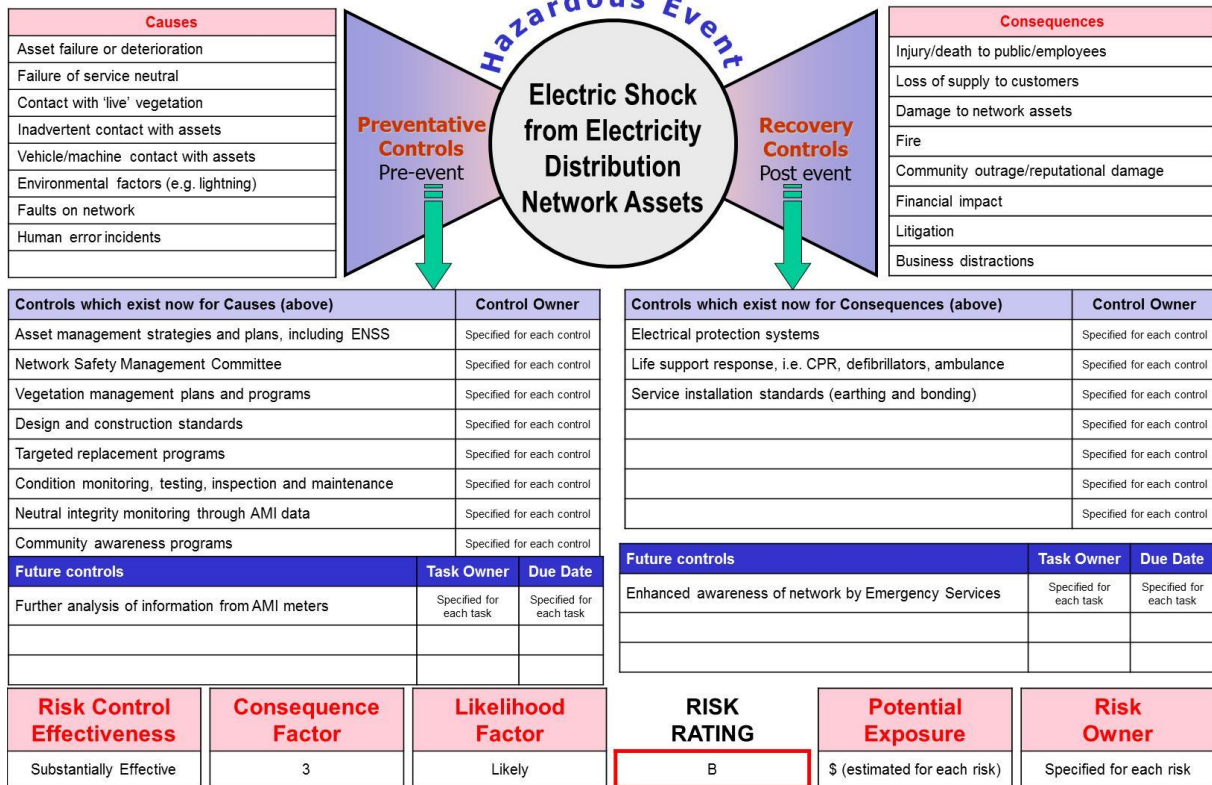 Hazardous Event
Causes
Asset failure or deterioration
Failure of service neutral
Contact with ‘live’ vegetation
Inadvertent contact with assets
Vehicle/machine contact with assets
Environmental factors (e.g. lightning)
Faults on network
Human error incidents
Preventative
Controls
Pre-event
Electric Shock
from Electricity
Distribution
Network Assets
Recovery
Controls
Post event
Consequences
Injury/death to public/employees
Loss of supply to customers
Damage to network assets
Fire
Community outrage/reputational damage
Financial impact
Litigation
Business distractions
Controls which exist now for Causes (above) Control Owner
Asset management strategies and plans, including ENSS Specified for each control
Network Safety Management Committee Specified for each control
Vegetation management plans and programs Specified for each control
Design and construction standards Specified for each control
Targeted replacement programs Specified for each control
Condition monitoring, testing, inspection and maintenance Specified for each control
Neutral integrity monitoring through AMI data Specified for each control
Community awareness programs Specified for each control
Future controls Task Owner Due Date
Further analysis of information from AMI meters Specified for each task Specified for each task
Controls which exist now for Consequences (above) Control Owner
Electrical protection systems Specified for each control
Life support response, i.e. CPR, defibrillators, ambulance Specified for each control
Service installation standards (earthing and bonding) Specified for each control
Specified for each control
Specified for each control
Specified for each control
Specified for each control
Future controls Task Owner Due Date
Enhanced awareness of network by Emergency Services Specified for each task Specified for each task
Risk Control
Effectiveness
Substantially Effective
Consequence
Factor
3
Likelihood
Factor
Likely
RISK
RATING
B
Potential
Exposure
$ (estimated for each risk)
Risk
Owner
Specified for each risk